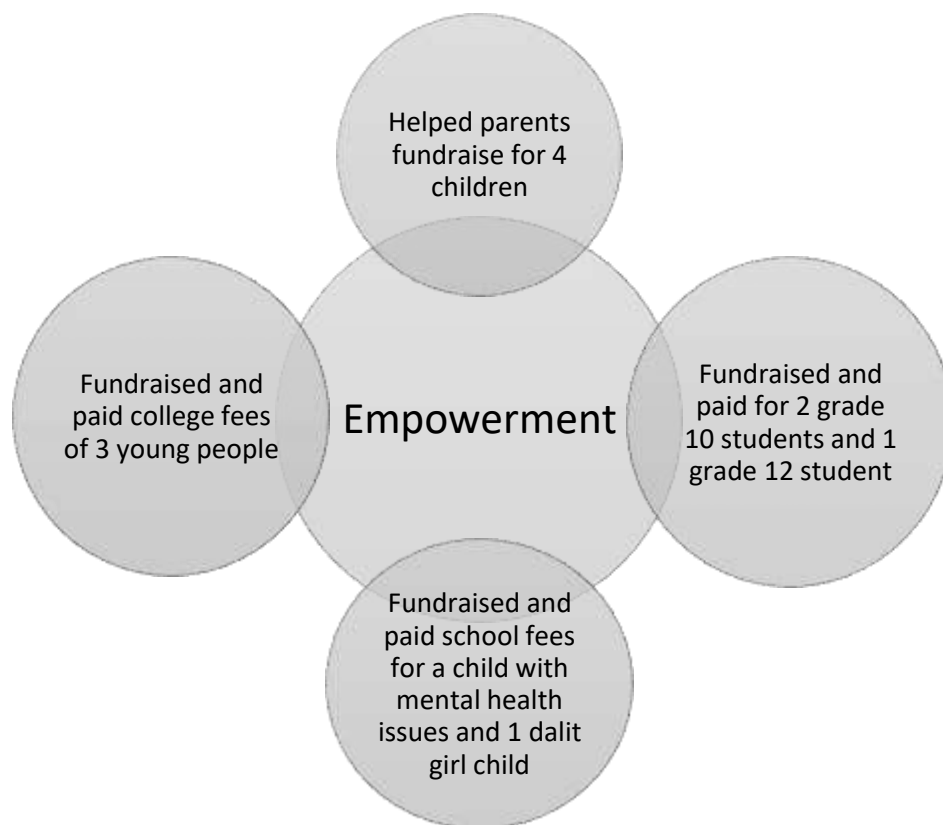 Helped parents
fundraise for 4
children
Fundraised and
paid college fees
of 3 young people
Empowerment
Fundraised and
paid for 2 grade
10 students and 1
grade 12 student
Fundraised and
paid school fees
for a child with
mental health
issues and 1 dalit
girl child